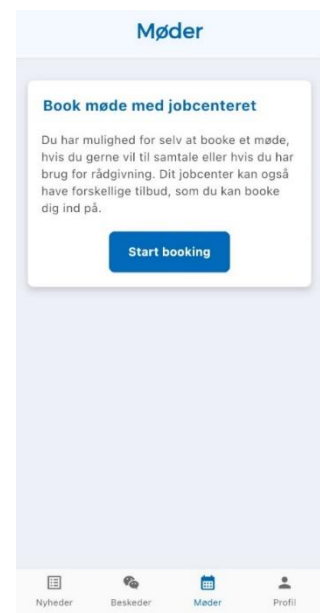 Møder
Book møde med jobcenteret
Du har mulighed for selv at booke et møde,
hvis du gerne vil til samtale eller hvis du har
brug for rådgivning. Dit jobcenter kan også
have forskellige tilbud, som du kan booke
dig ind på.
Start booking
Nyheder Beskeder Møder Profil